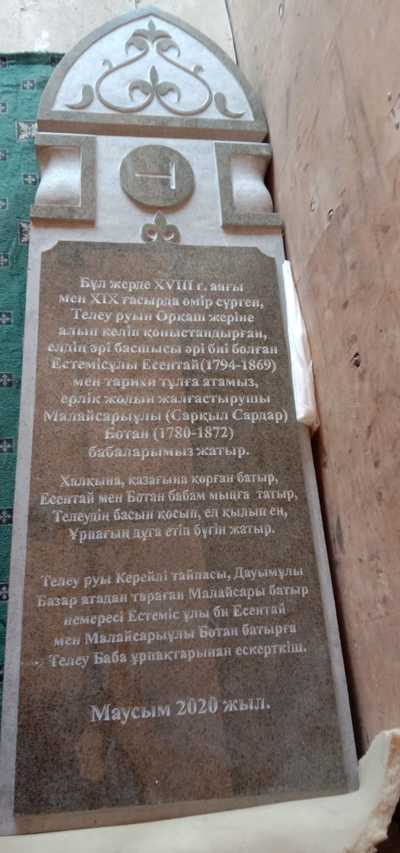 Бұл жерде XVIII г. аағы
мен XIX ғасырда өмір сүрген,
Телеу руын Орқаш жеріне
алып келіп қоныстандырған,
елдің әрі басшысы әрі биі болған
Естемісұлы Есентай(1794-1869)
мен тарихи тұлға атамыз,
ерлік жолын жалғастырушы
Малайсарыұлы (Сарқыл Сардар)
Ботан (1780-1872)
бабаларымыз жатыр.
Халқына, қазағына қорған батыр,
Есентай мен Ботан бабам мыңға татыр,
Телеудің басын қосып, ел қылып ең,
Ұрпағың дұға етіп бүгін жатыр.
Телеу руы Керейлі тайпасы, Дауымұлы
Базар атадан тараған Малайсары батыр
немересі Естеміс ұлы би Есентай
мен Малайсарыұлы Ботан батырға
Телеу Баба ұрпақтарынан ескерткіш.
Маусым 2020 жыл.